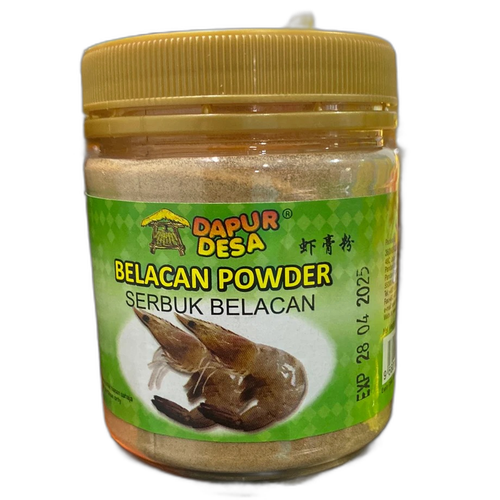 DAPUR ®
DESA
虾膏粉
BELACAN POWDER
SERBUK BELACAN
EXP 28 04 2025